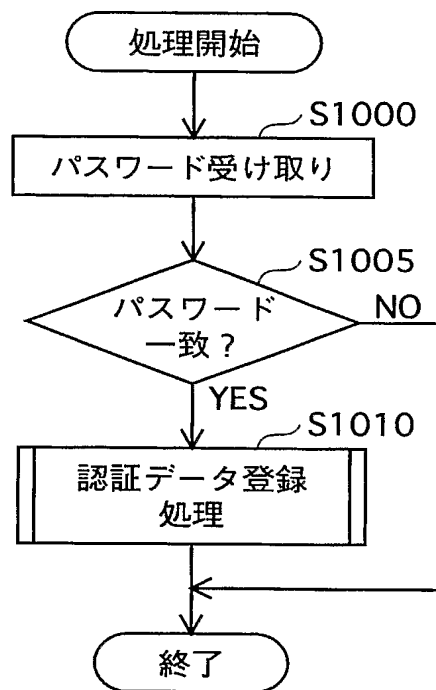 処理開始
S1000
パスワード受け取り
S1005
パスワード
一致？
NO
YES
S1010
認証データ登録
処理
終了